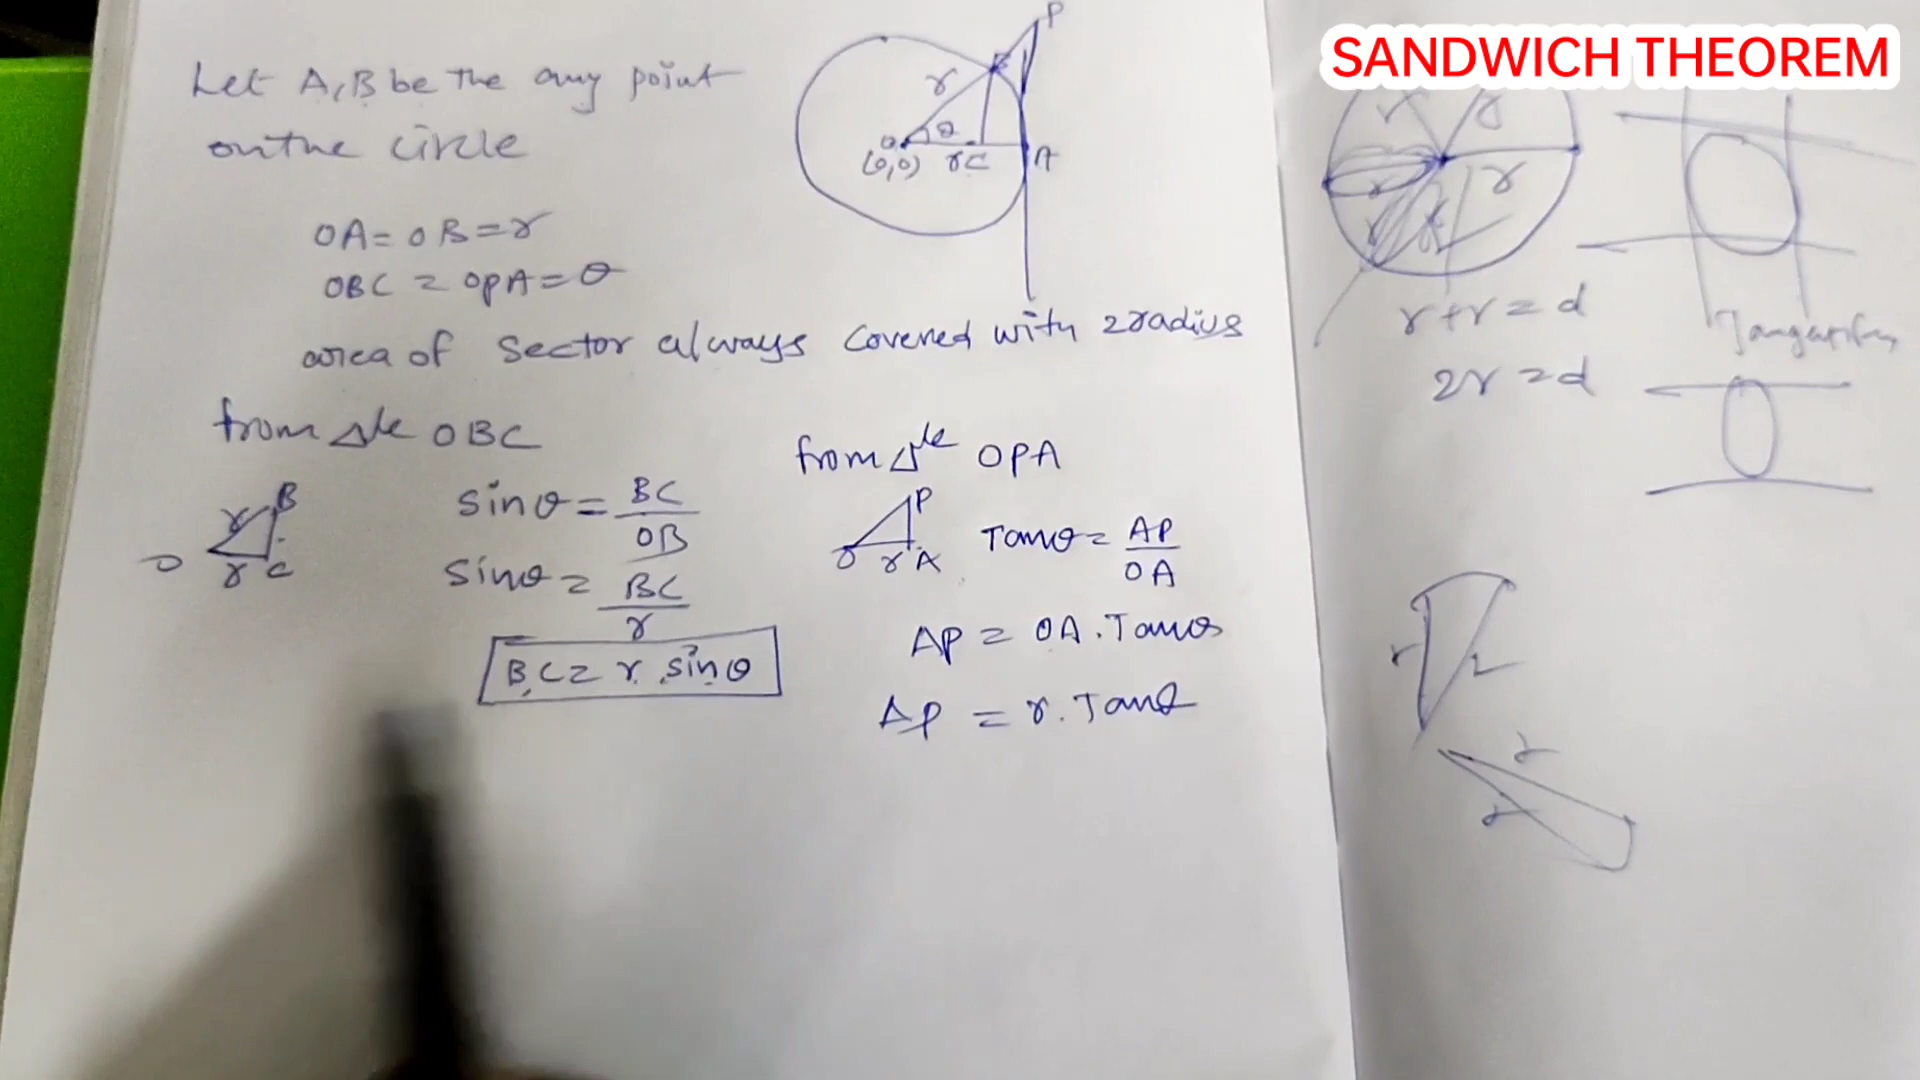 SANDWICH THEOREM
Let A,B be the any point
on the circle
OA = OB = r
OBC = OPA = θ
area of sector always covered with 2radius
from Δle OBC
sinθ = BC/OB
sinθ = BC/r
BC = r sinθ
from Δle OPA
Tanθ = AP/OA
AP = OA . Tanθ
AP = r. Tanθ
P
B
r
θ
O
(0,0) r C
A
B
r
O
r C
P
O r A
r
r
r
r+r = d
2r = d
r
r
r